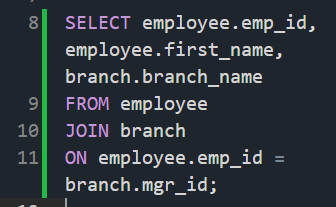 8 SELECT employee.emp_id,
employee.first_name,
branch.branch_name
9 FROM employee
10 JOIN branch
11 ON employee.emp_id =
branch.mgr_id;